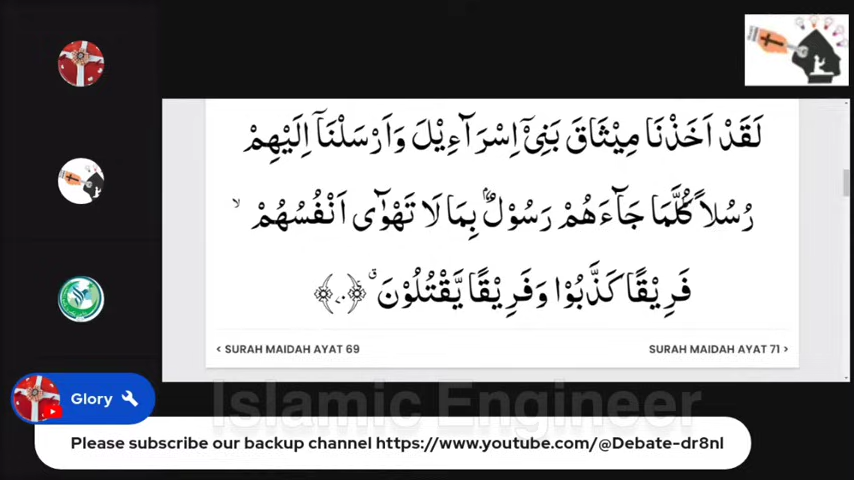 لَقَدْ اَخَذْنَا مِيْثَاقَ بَنِيْٓ اِسْرَآءِيْلَ وَاَرْسَلْنَآ اِلَيْهِمْ
رُسُلًا ؕ كُلَّمَا جَآءَهُمْ رَسُوْلٌۢ بِمَا لَا تَهْوٰٓى اَنْفُسُهُمْ ۙ
فَرِيْقًا كَذَّبُوْا وَفَرِيْقًا يَّقْتُلُوْنَ ۗ ﴿۷۰﴾
< SURAH MAIDAH AYAT 69
SURAH MAIDAH AYAT 71 >
Islamic Engineer
Glory
Please subscribe our backup channel https://www.youtube.com/@Debate-dr8nl